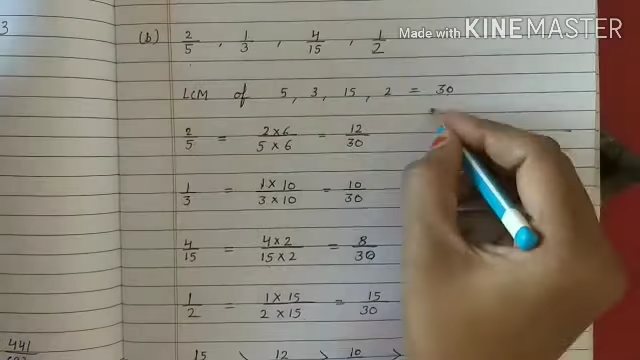 Made with KINEMASTER
3
(b) 2/5 , 1/3 , 4/15 , 1/2
LCM of 5, 3, 15, 2 = 30
2/5 = 2×6/5×6 = 12/30
1/3 = 1×10/3×10 = 10/30
4/15 = 4×2/15×2 = 8/30
1/2 = 1×15/2×15 = 15/30
441
15 > 12 > 10 >